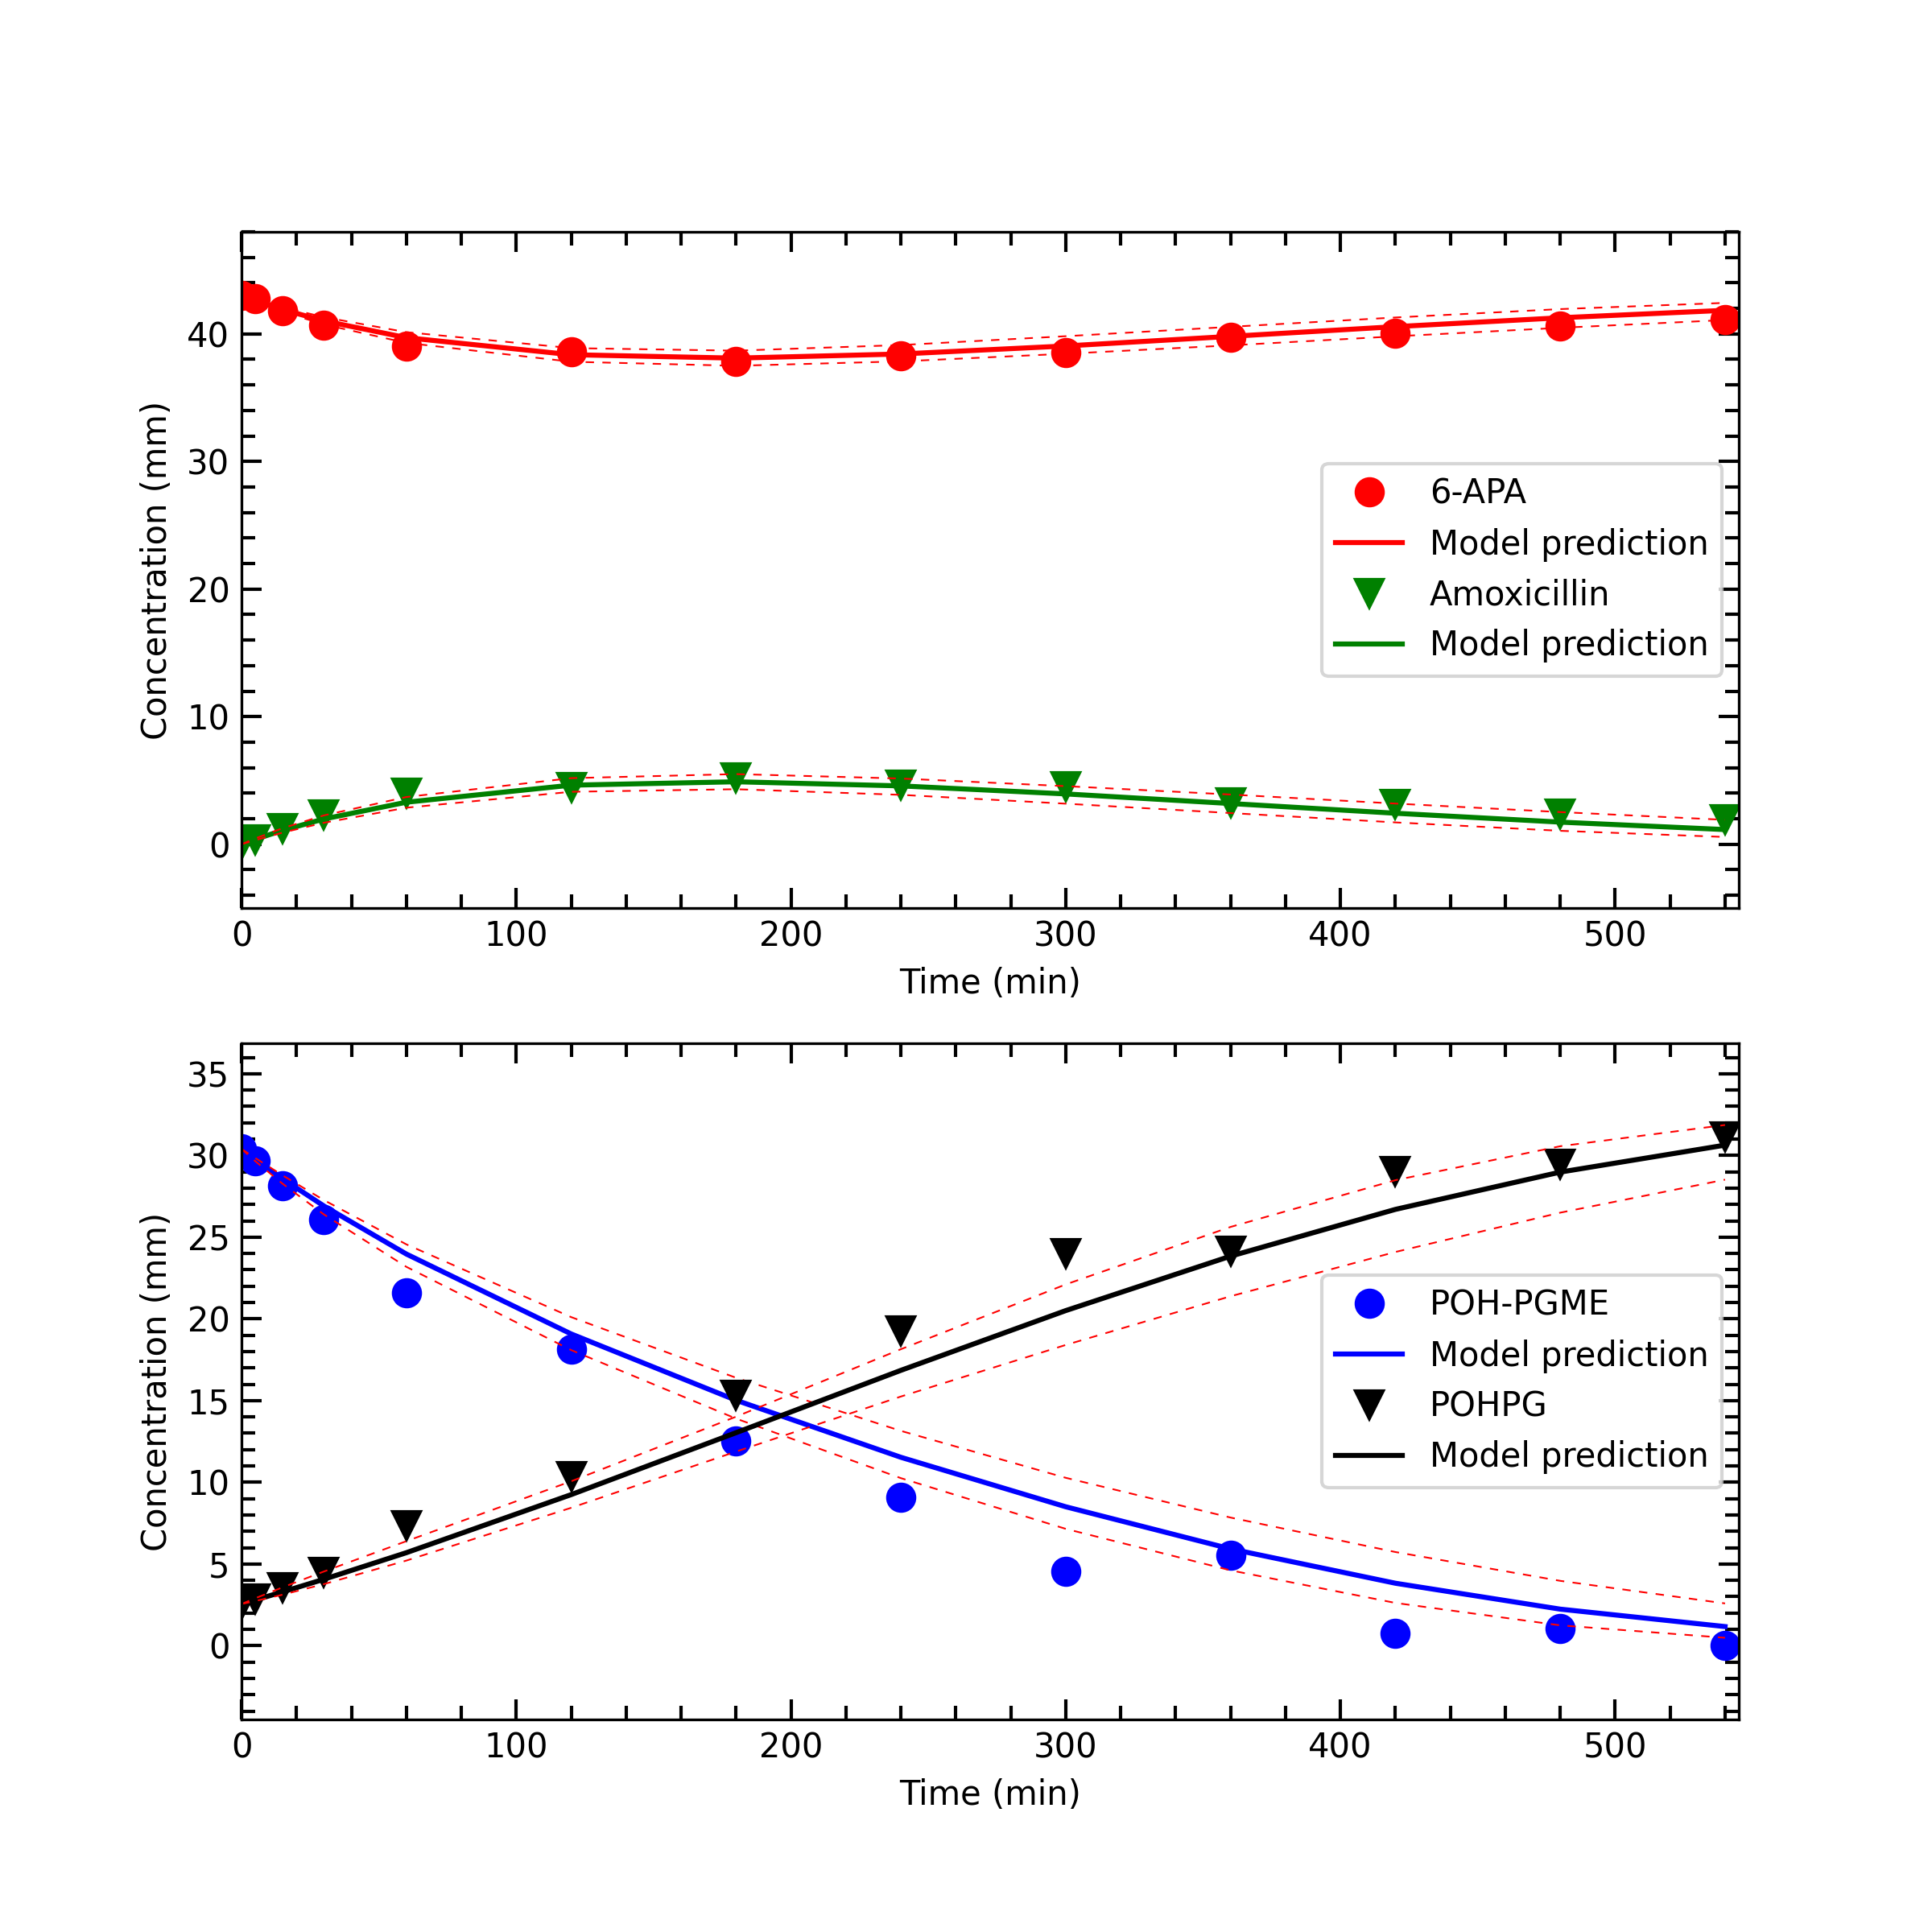 40
30
20
10
0
Concentration (mm)
6-APA
Model prediction
Amoxicillin
Model prediction
0 100 200 300 400 500
Time (min)
35
30
25
20
15
10
5
0
Concentration (mm)
POH-PGME
Model prediction
POHPG
Model prediction
0 100 200 300 400 500
Time (min)